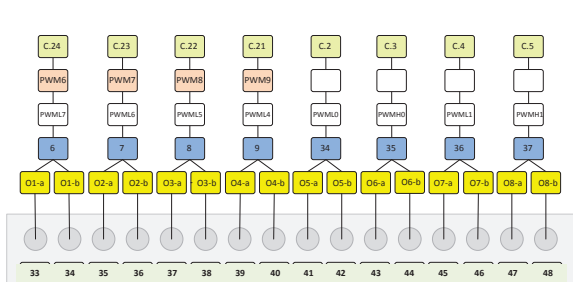 C.24 C.23 C.22 C.21 C.2 C.3 C.4 C.5
PWM6 PWM7 PWM8 PWM9
PWML7 PWML6 PWML5 PWML4 PWML0 PWMH0 PWML1 PWMH1
6 7 8 9 34 35 36 37
O1-a O1-b O2-a O2-b O3-a O3-b O4-a O4-b O5-a O5-b O6-a O6-b O7-a O7-b O8-a O8-b
33 34 35 36 37 38 39 40 41 42 43 44 45 46 47 48